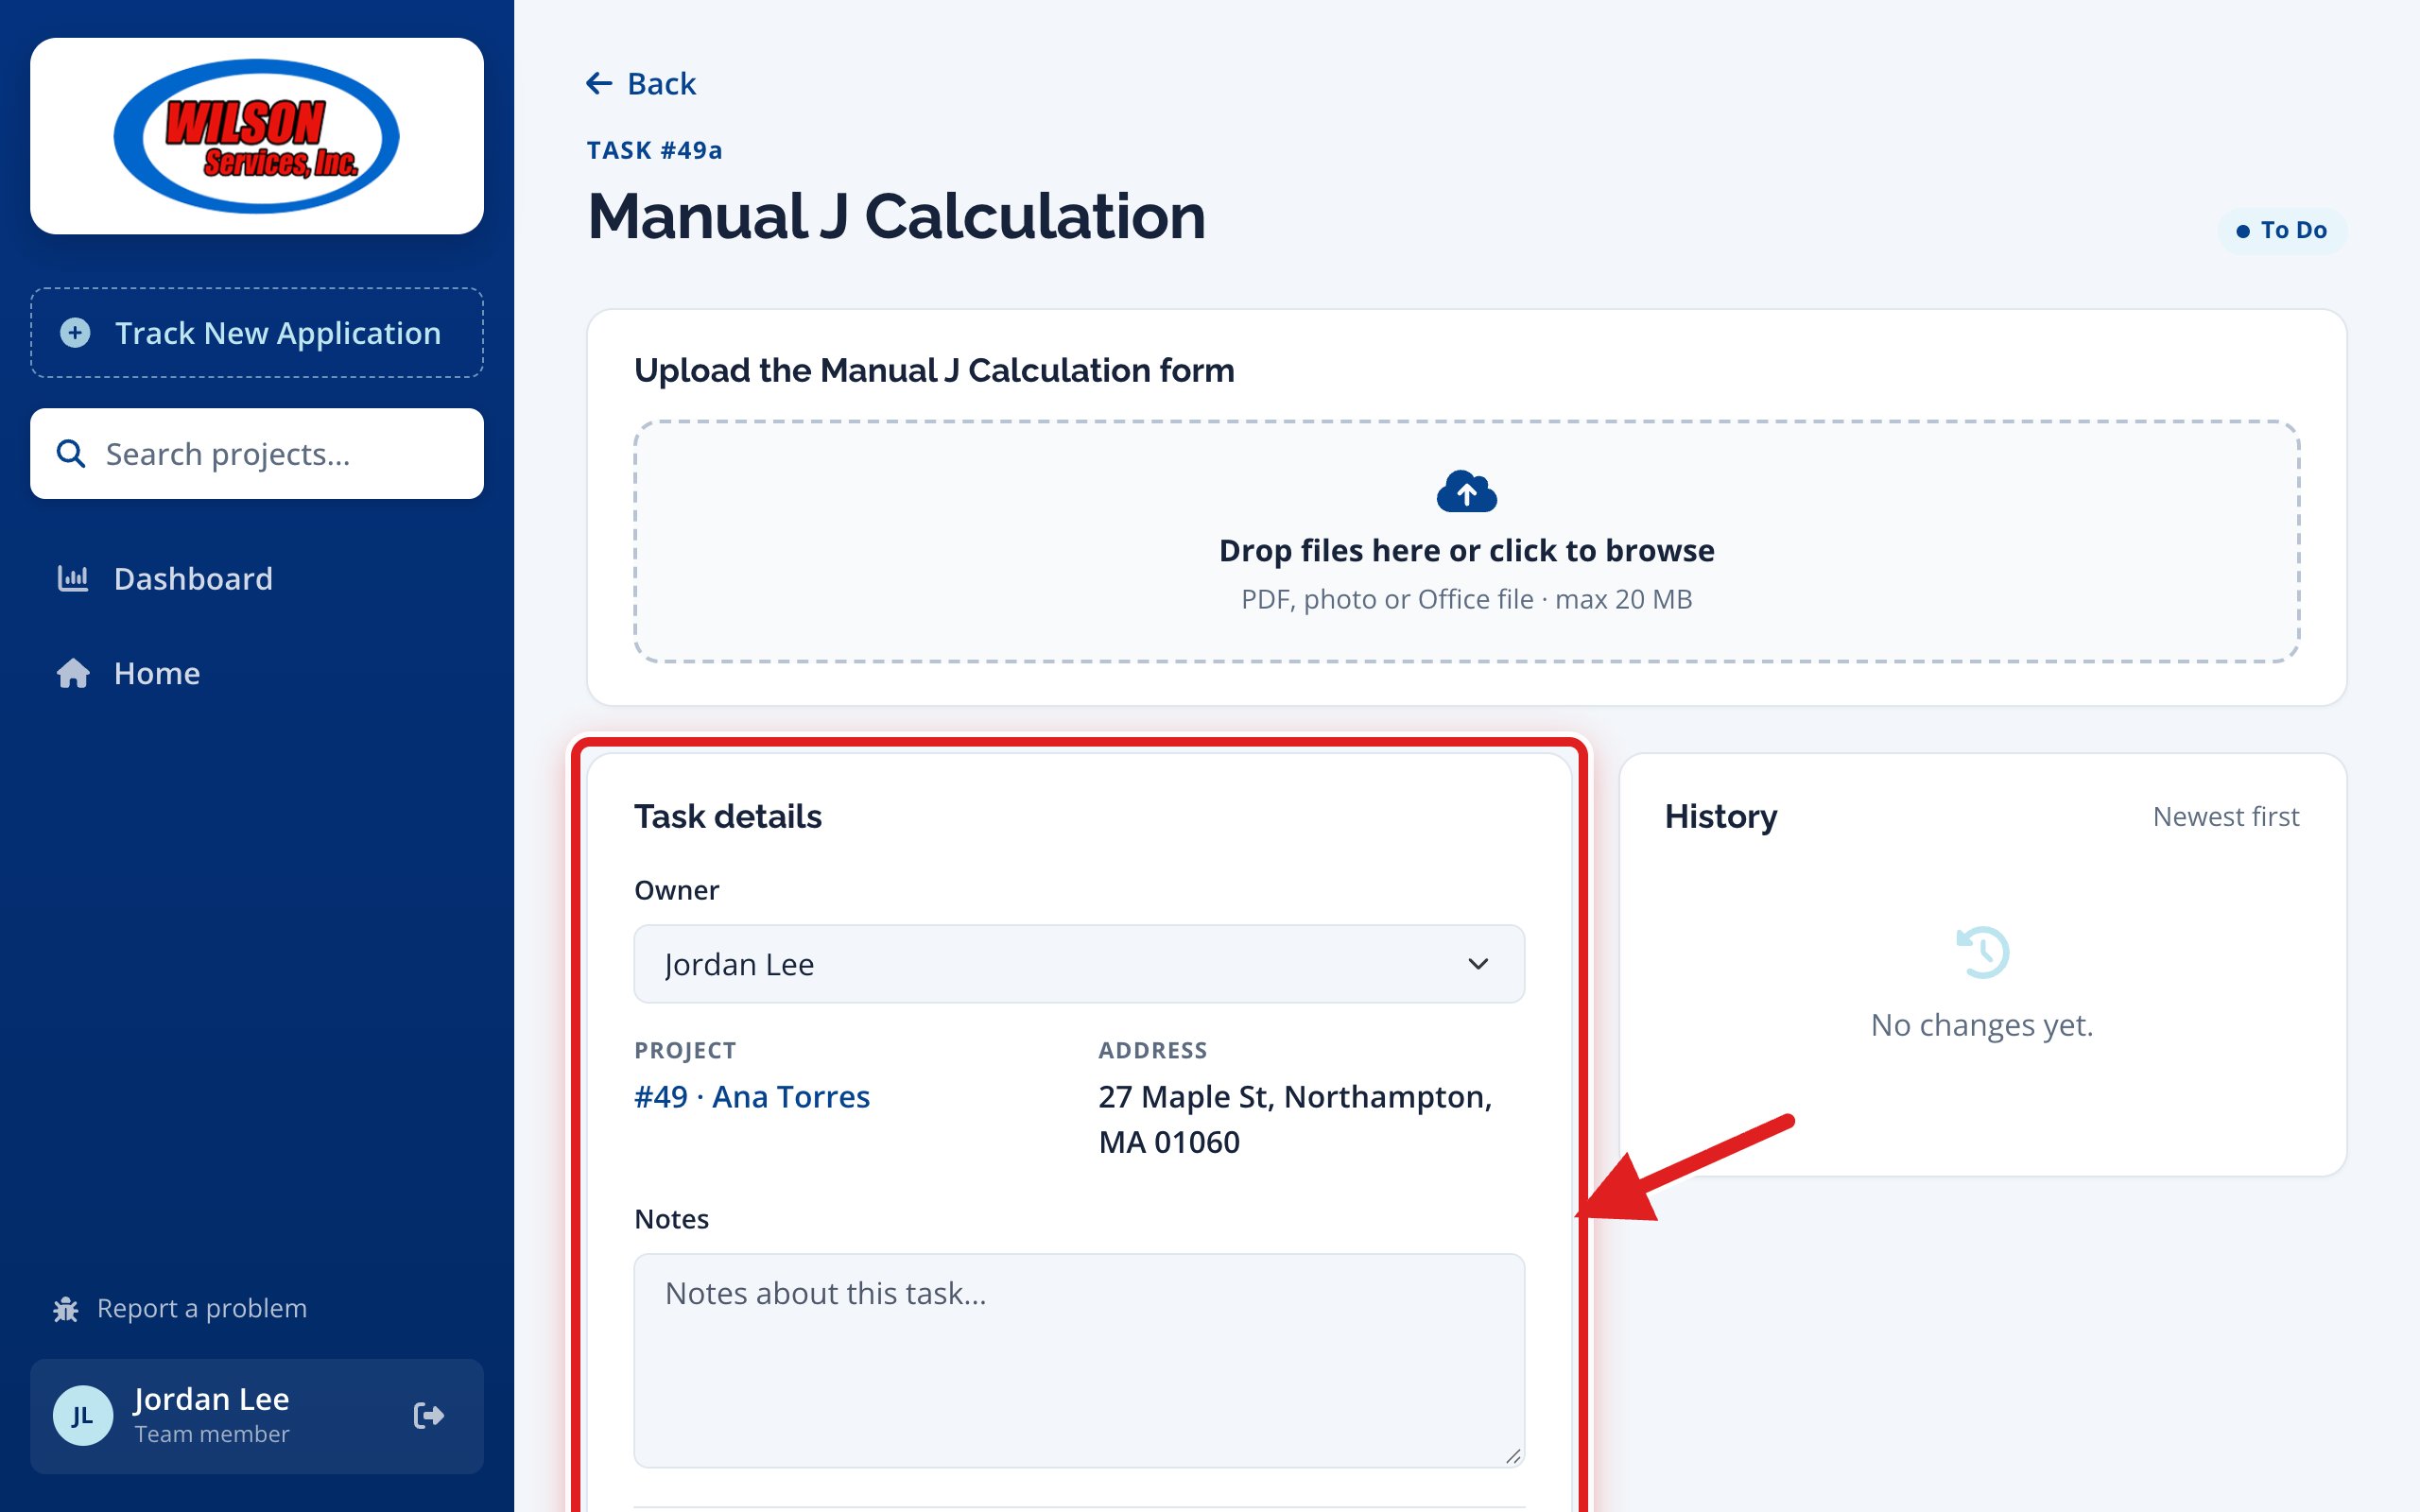 WILSON
Services, Inc.
Track New Application
Search projects...
Dashboard
Home
Report a problem
JL
Jordan Lee
Team member
Back
TASK #49a
Manual J Calculation
To Do
Upload the Manual J Calculation form
Drop files here or click to browse
PDF, photo or Office file · max 20 MB
Task details
Owner
Jordan Lee
PROJECT
#49 · Ana Torres
ADDRESS
27 Maple St, Northampton,
MA 01060
Notes
Notes about this task...
History
Newest first
No changes yet.